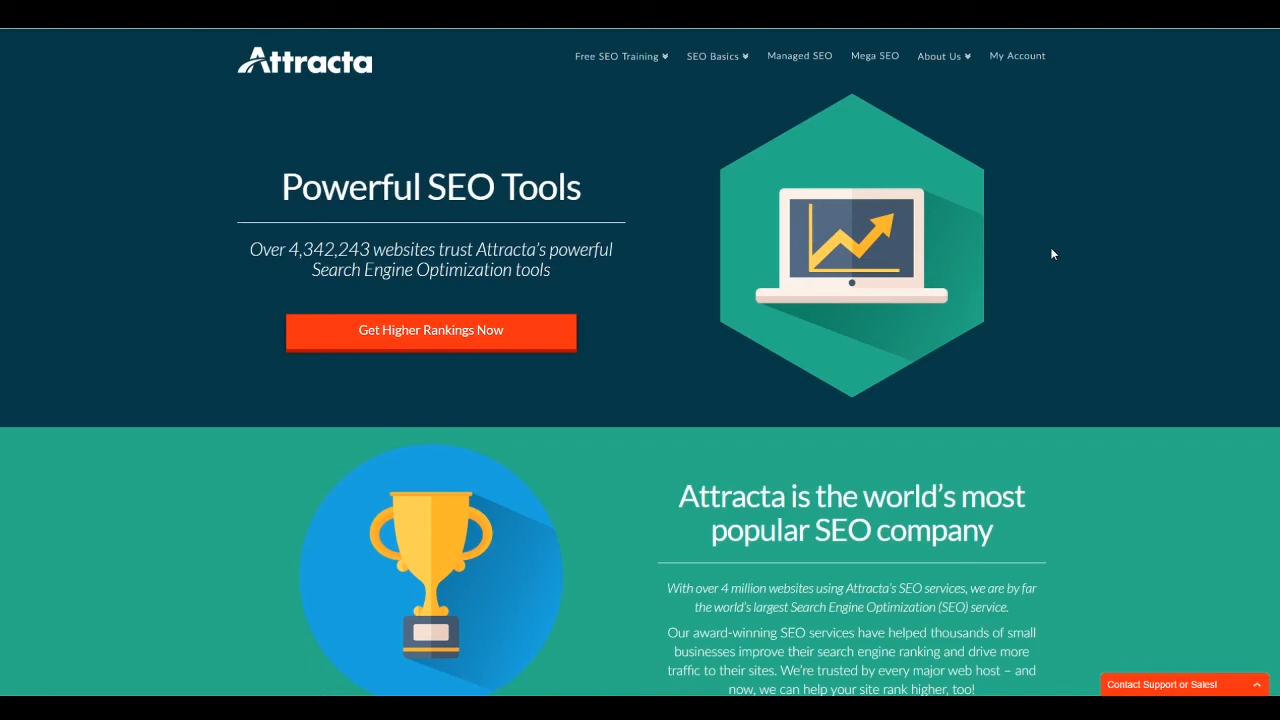 Attracta
Free SEO Training
SEO Basics
Managed SEO
Mega SEO
About Us
My Account
Powerful SEO Tools
Over 4,342,243 websites trust Attracta's powerful
Search Engine Optimization tools
Get Higher Rankings Now
Attracta is the world's most
popular SEO company
With over 4 million websites using Attracta's SEO services, we are by far
the world's largest Search Engine Optimization (SEO) service.
Our award-winning SEO services have helped thousands of small
businesses improve their search engine ranking and drive more
traffic to their sites. We're trusted by every major web host – and
now, we can help your site rank higher, too!
Contact Support or Sales!